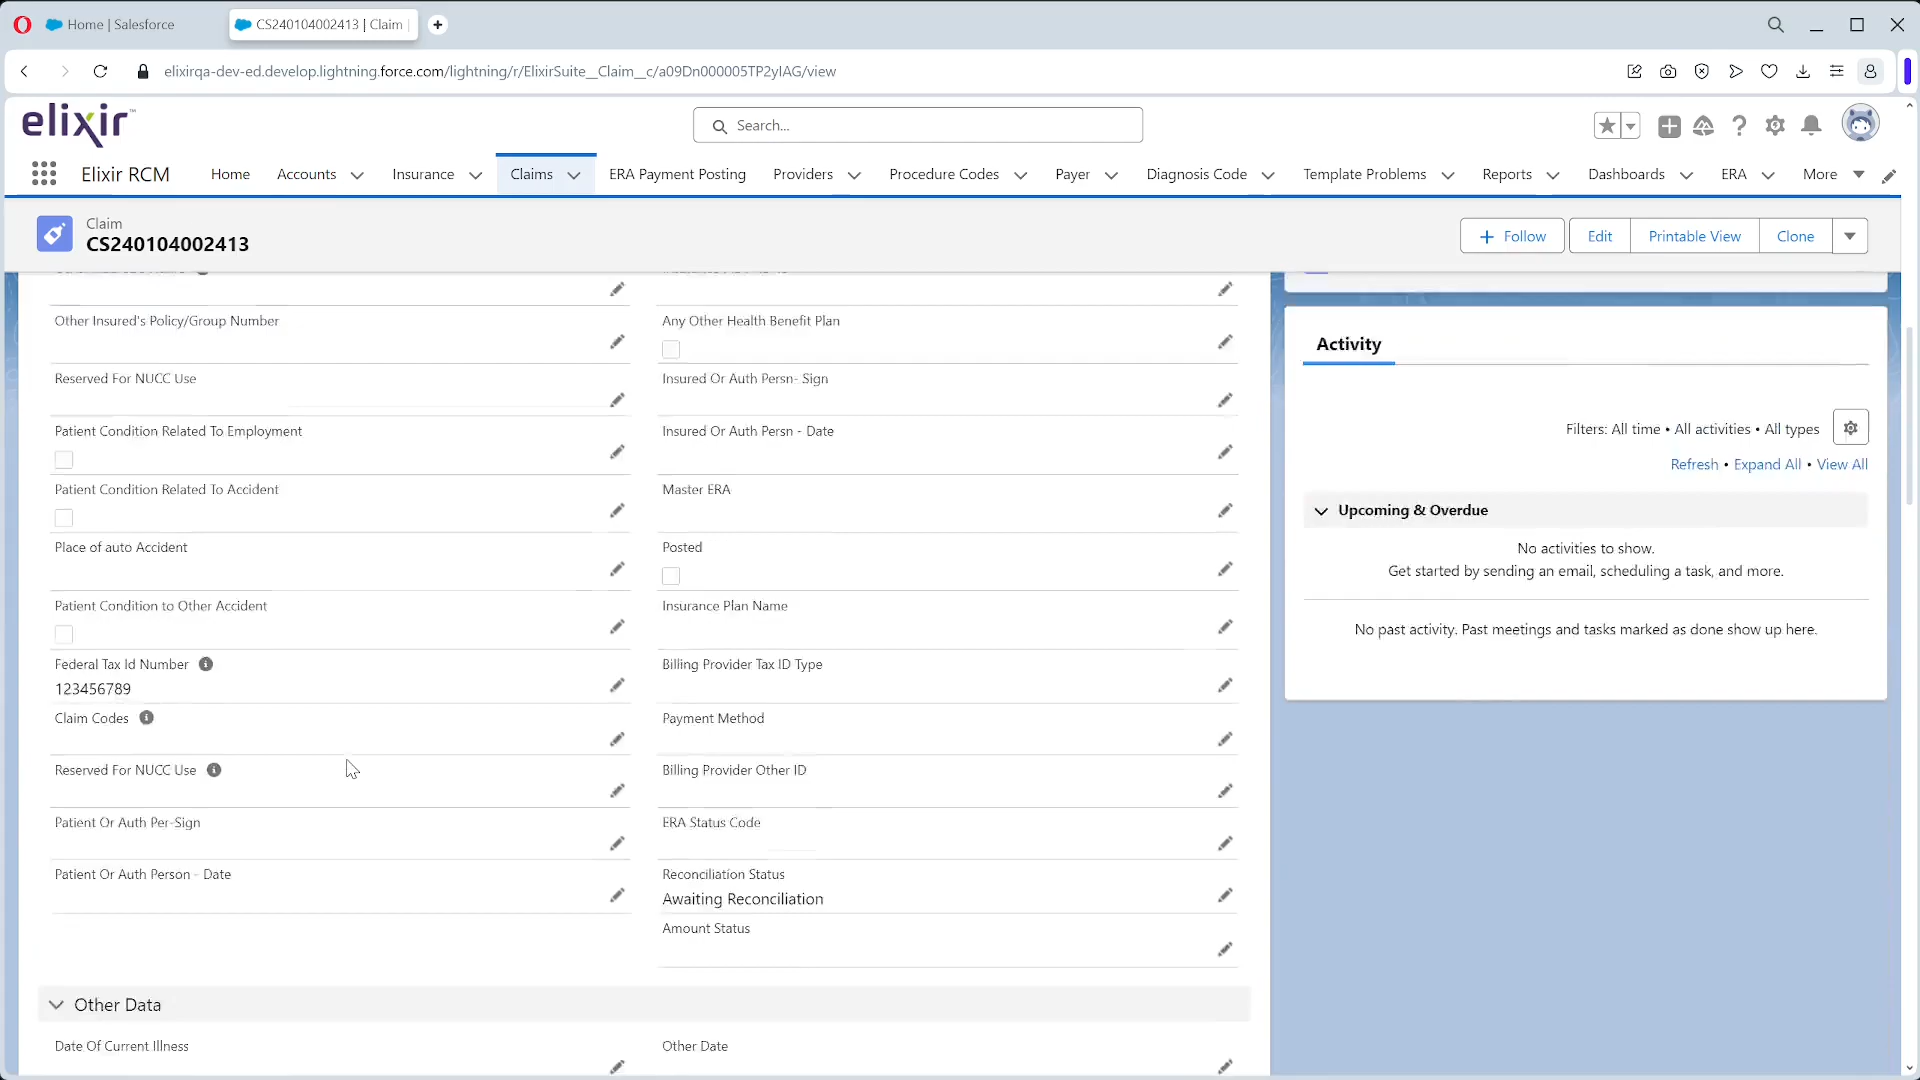 Home | Salesforce
CS240104002413 | Claim |
elixirqa-dev-ed.develop.lightning.force.com/lightning/r/ElixirSuite__Claim__c/a09Dn000005TP2yIAG/view
elixir™
Search...
Elixir RCM
Home
Accounts
Insurance
Claims
ERA Payment Posting
Providers
Procedure Codes
Payer
Diagnosis Code
Template Problems
Reports
Dashboards
ERA
More
Claim
CS240104002413
Follow
Edit
Printable View
Clone
Other Insured's Policy/Group Number
Any Other Health Benefit Plan
Reserved For NUCC Use
Insured Or Auth Persn- Sign
Patient Condition Related To Employment
Insured Or Auth Persn - Date
Patient Condition Related To Accident
Master ERA
Place of auto Accident
Posted
Patient Condition to Other Accident
Insurance Plan Name
Federal Tax Id Number
123456789
Billing Provider Tax ID Type
Claim Codes
Payment Method
Reserved For NUCC Use
Billing Provider Other ID
Patient Or Auth Per-Sign
ERA Status Code
Patient Or Auth Person - Date
Reconciliation Status
Awaiting Reconciliation
Amount Status
Other Data
Date Of Current Illness
Other Date
Activity
Filters: All time • All activities • All types
Refresh • Expand All • View All
Upcoming & Overdue
No activities to show.
Get started by sending an email, scheduling a task, and more.
No past activity. Past meetings and tasks marked as done show up here.